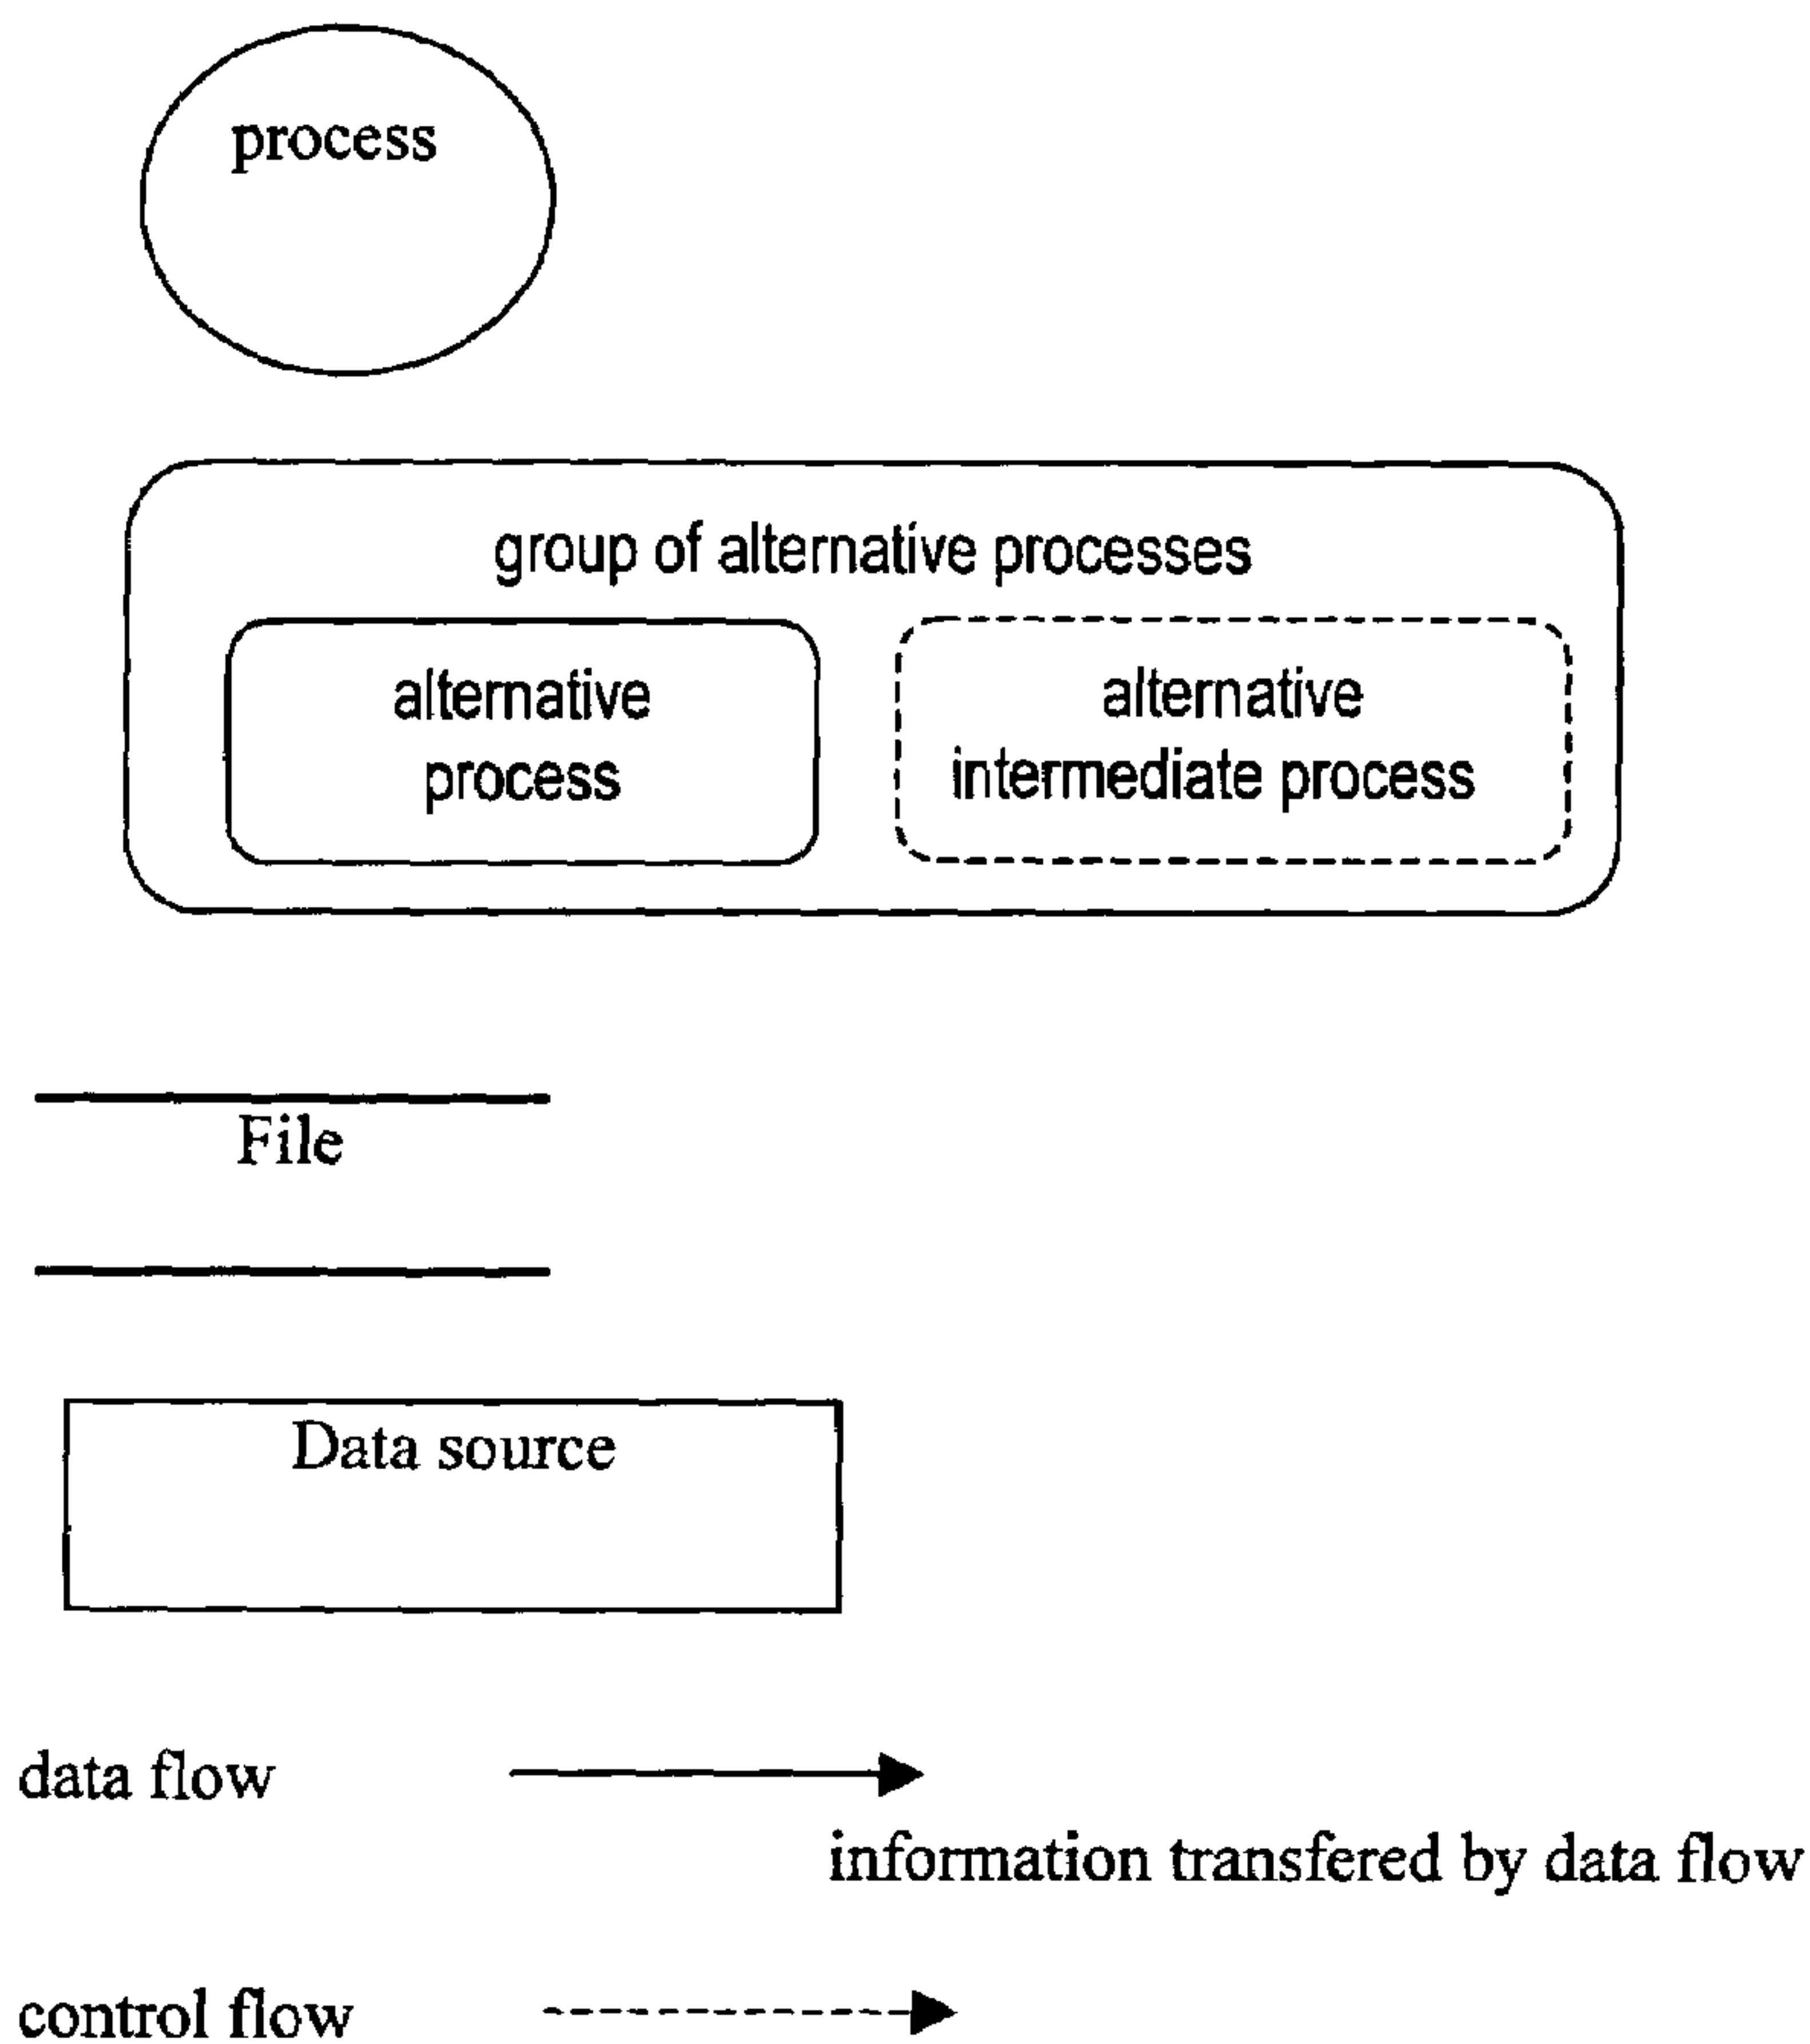 process
group of alternative processes
alternative
process
alternative
intermediate process
File
Data source
data flow
information transfered by data flow
control flow